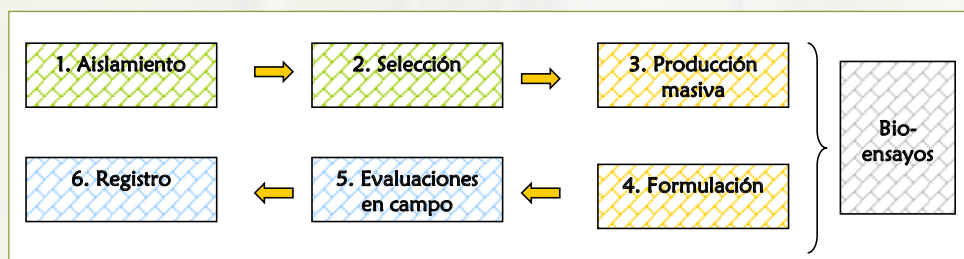 1. Aislamiento
2. Selección
3. Producción
masiva
Bio-
ensayos
6. Registro
5. Evaluaciones
en campo
4. Formulación